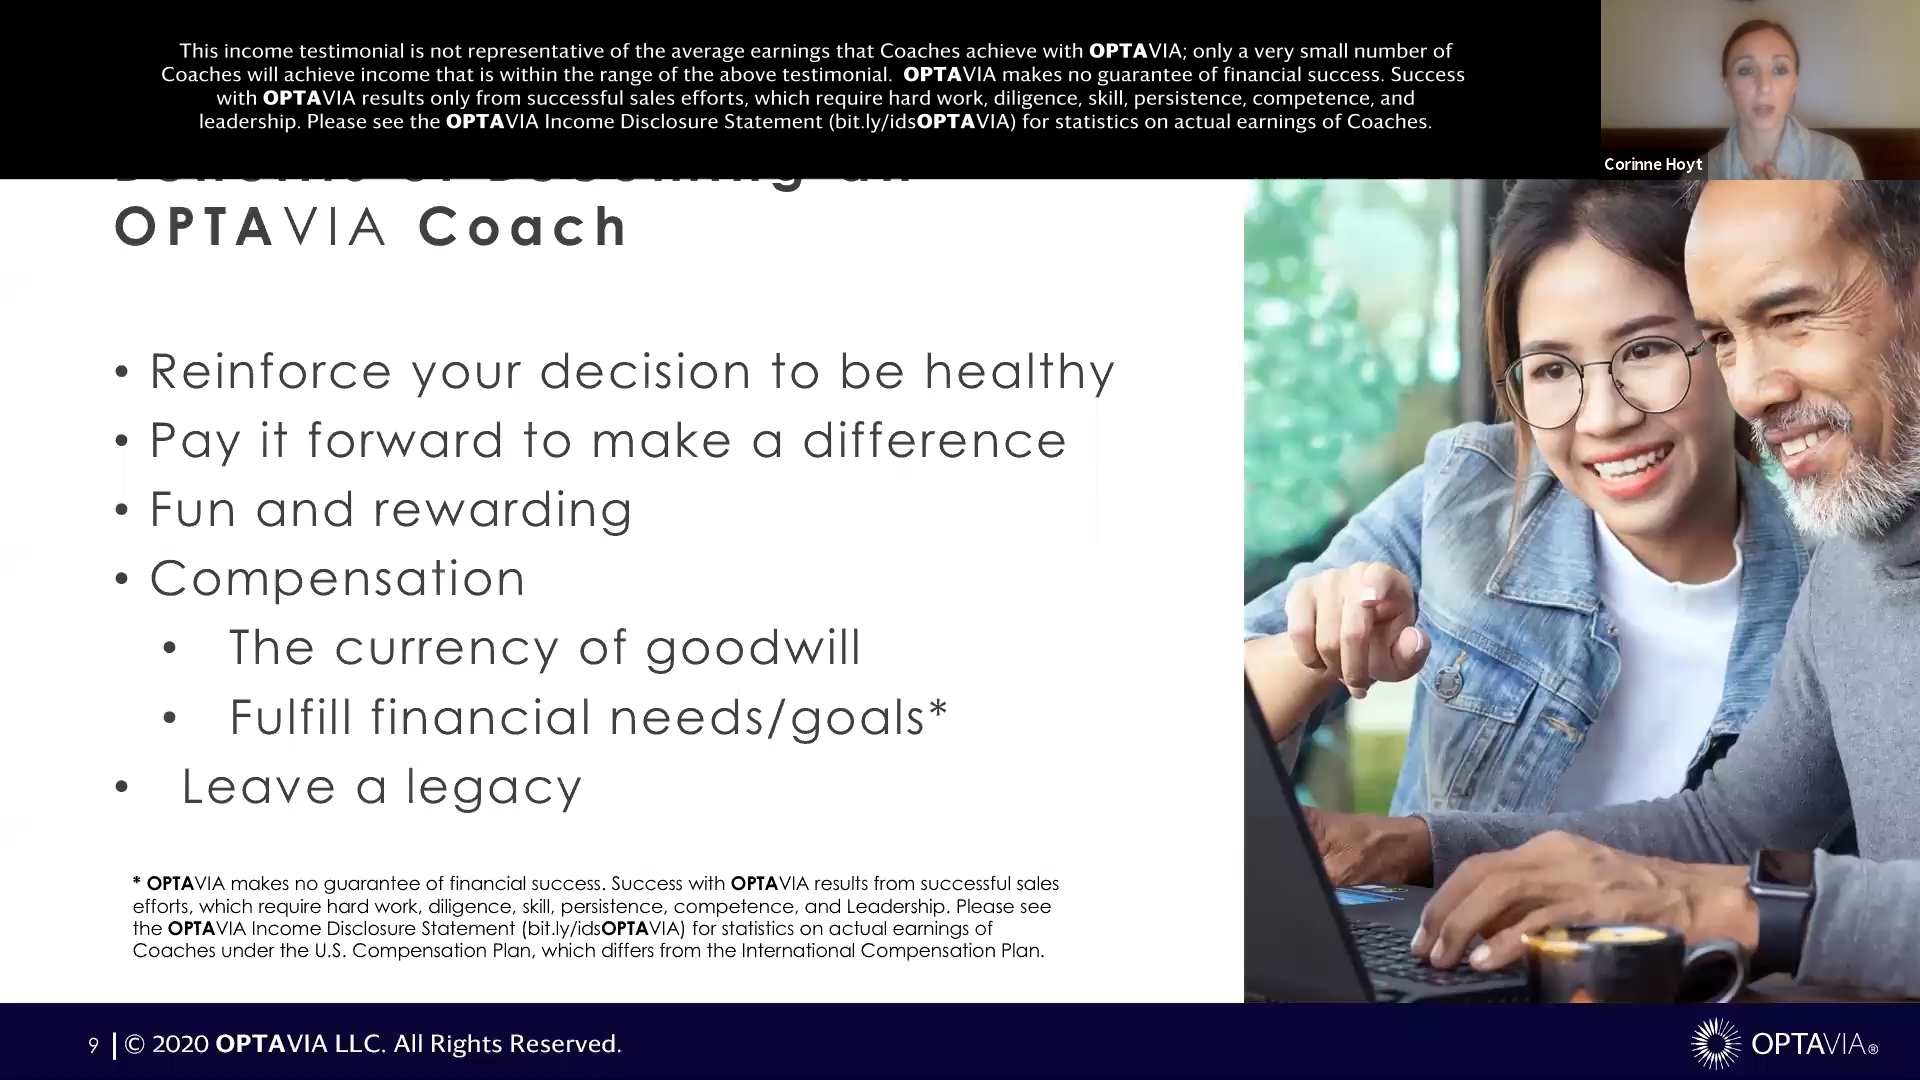 This income testimonial is not representative of the average earnings that Coaches achieve with OPTAVIA; only a very small number of
Coaches will achieve income that is within the range of the above testimonial. OPTAVIA makes no guarantee of financial success. Success
with OPTAVIA results only from successful sales efforts, which require hard work, diligence, skill, persistence, competence, and
leadership. Please see the OPTAVIA Income Disclosure Statement (bit.ly/idsOPTAVIA) for statistics on actual earnings of Coaches.
Corinne Hoyt
Benefits of Becoming an
OPTAVIA Coach
• Reinforce your decision to be healthy
• Pay it forward to make a difference
• Fun and rewarding
• Compensation
• The currency of goodwill
• Fulfill financial needs/goals*
• Leave a legacy
* OPTAVIA makes no guarantee of financial success. Success with OPTAVIA results from successful sales
efforts, which require hard work, diligence, skill, persistence, competence, and Leadership. Please see
the OPTAVIA Income Disclosure Statement (bit.ly/idsOPTAVIA) for statistics on actual earnings of
Coaches under the U.S. Compensation Plan, which differs from the International Compensation Plan.
9 | © 2020 OPTAVIA LLC. All Rights Reserved.
OPTAVIA®